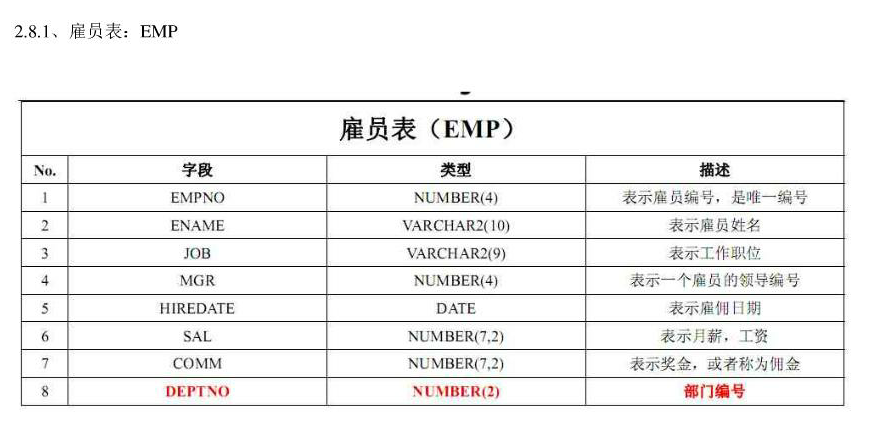 2.8.1、雇员表：EMP
雇员表（EMP）
No. 字段 类型 描述
1 EMPNO NUMBER(4) 表示雇员编号，是唯一编号
2 ENAME VARCHAR2(10) 表示雇员姓名
3 JOB VARCHAR2(9) 表示工作职位
4 MGR NUMBER(4) 表示一个雇员的领导编号
5 HIREDATE DATE 表示雇佣日期
6 SAL NUMBER(7,2) 表示月薪，工资
7 COMM NUMBER(7,2) 表示奖金，或者称为佣金
8 DEPTNO NUMBER(2) 部门编号